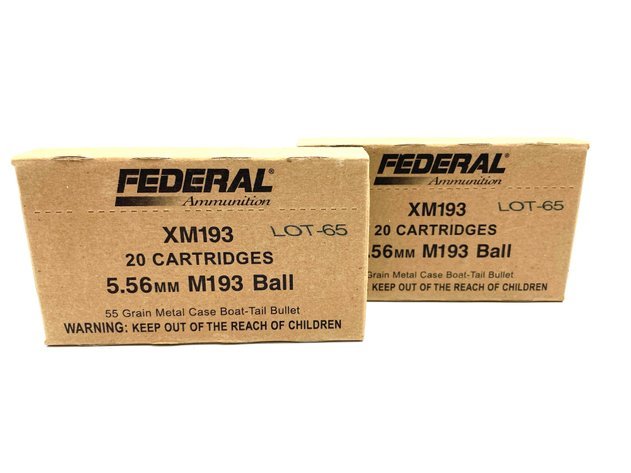 FEDERAL®
Ammunition
XM193 LOT-65
20 CARTRIDGES
5.56MM M193 Ball
55 Grain Metal Case Boat-Tail Bullet
WARNING: KEEP OUT OF THE REACH OF CHILDREN
FEDERAL®
Ammunition
XM193 LOT-65
20 CARTRIDGES
.56MM M193 Ball
Grain Metal Case Boat-Tail Bullet
: KEEP OUT OF THE REACH OF CHILDREN